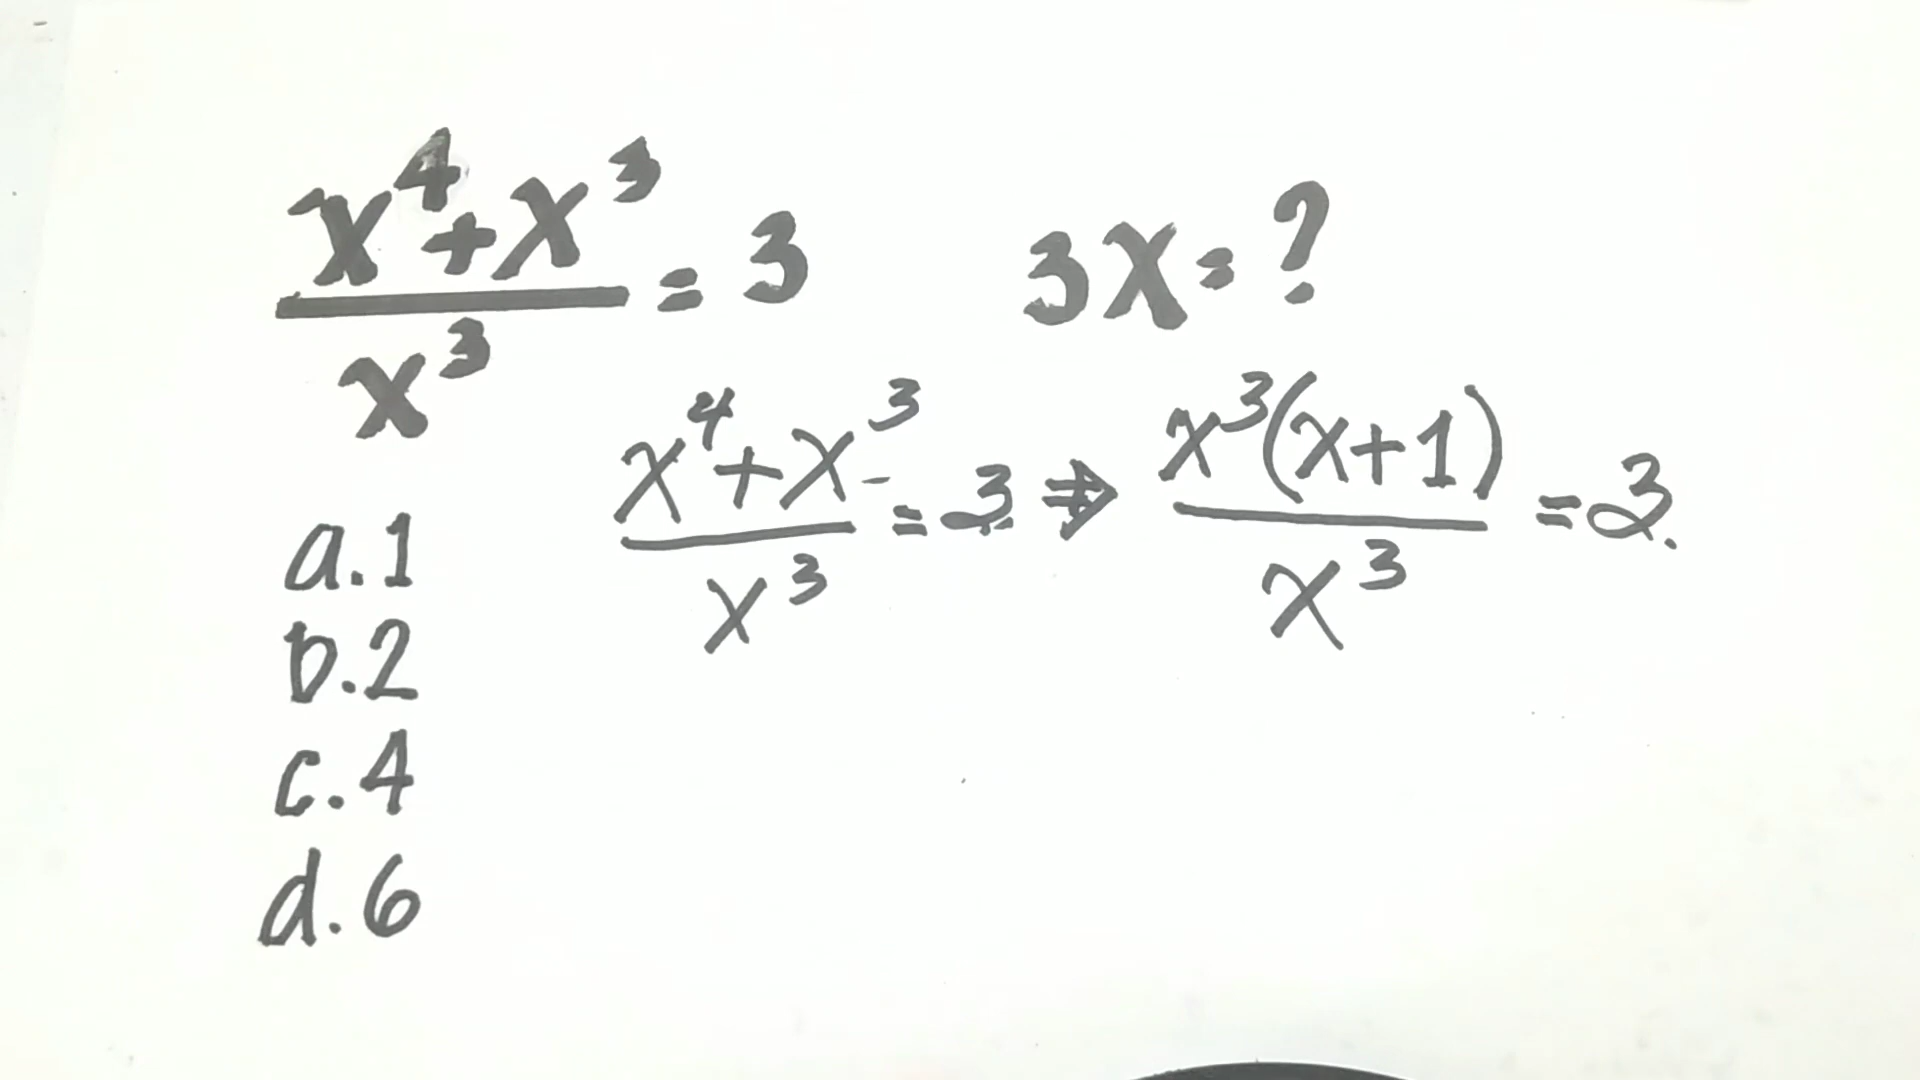 x⁴+x³
——— = 3    3x=?
x³
x⁴+x³
——— = 3 ⇒ x³(x+1)/x³ = 3.
x³
a.1
b.2
c.4
d.6